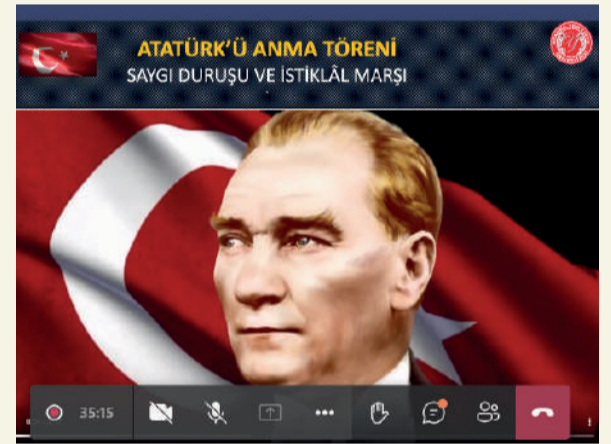 ATATÜRK'Ü ANMA TÖRENİ
SAYGI DURUŞU VE İSTİKLÂL MARŞI
35:15